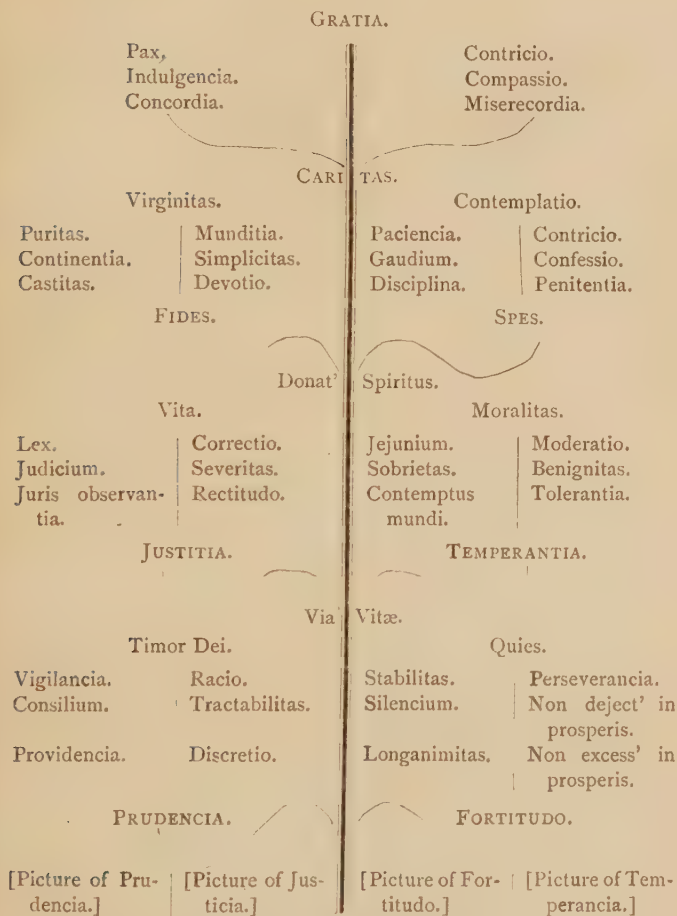 GRATIA.
Pax, Contricio.
Indulgencia. Compassio.
Concordia. Miserecordia.
CARITAS.
Virginitas. Contemplatio.
Puritas. Munditia. Paciencia. Contricio.
Continentia. Simplicitas. Gaudium. Confessio.
Castitas. Devotio. Disciplina. Penitentia.
FIDES. SPES.
Donat' Spiritus.
Vita. Moralitas.
Lex. Correctio. Jejunium. Moderatio.
Judicium. Severitas. Sobrietas. Benignitas.
Juris observan- Rectitudo. Contemptus Tolerantia.
tia. mundi.
JUSTITIA. TEMPERANTIA.
Via Vitæ.
Timor Dei. Quies.
Vigilancia. Racio. Stabilitas. Perseverancia.
Consilium. Tractabilitas. Silencium. Non deject' in
prosperis.
Providencia. Discretio. Longanimitas. Non excess' in
prosperis.
PRUDENCIA. FORTITUDO.
[Picture of Pru- [Picture of Jus- [Picture of For- [Picture of Tem-
dencia.] ticia.] titudo.] perancia.]